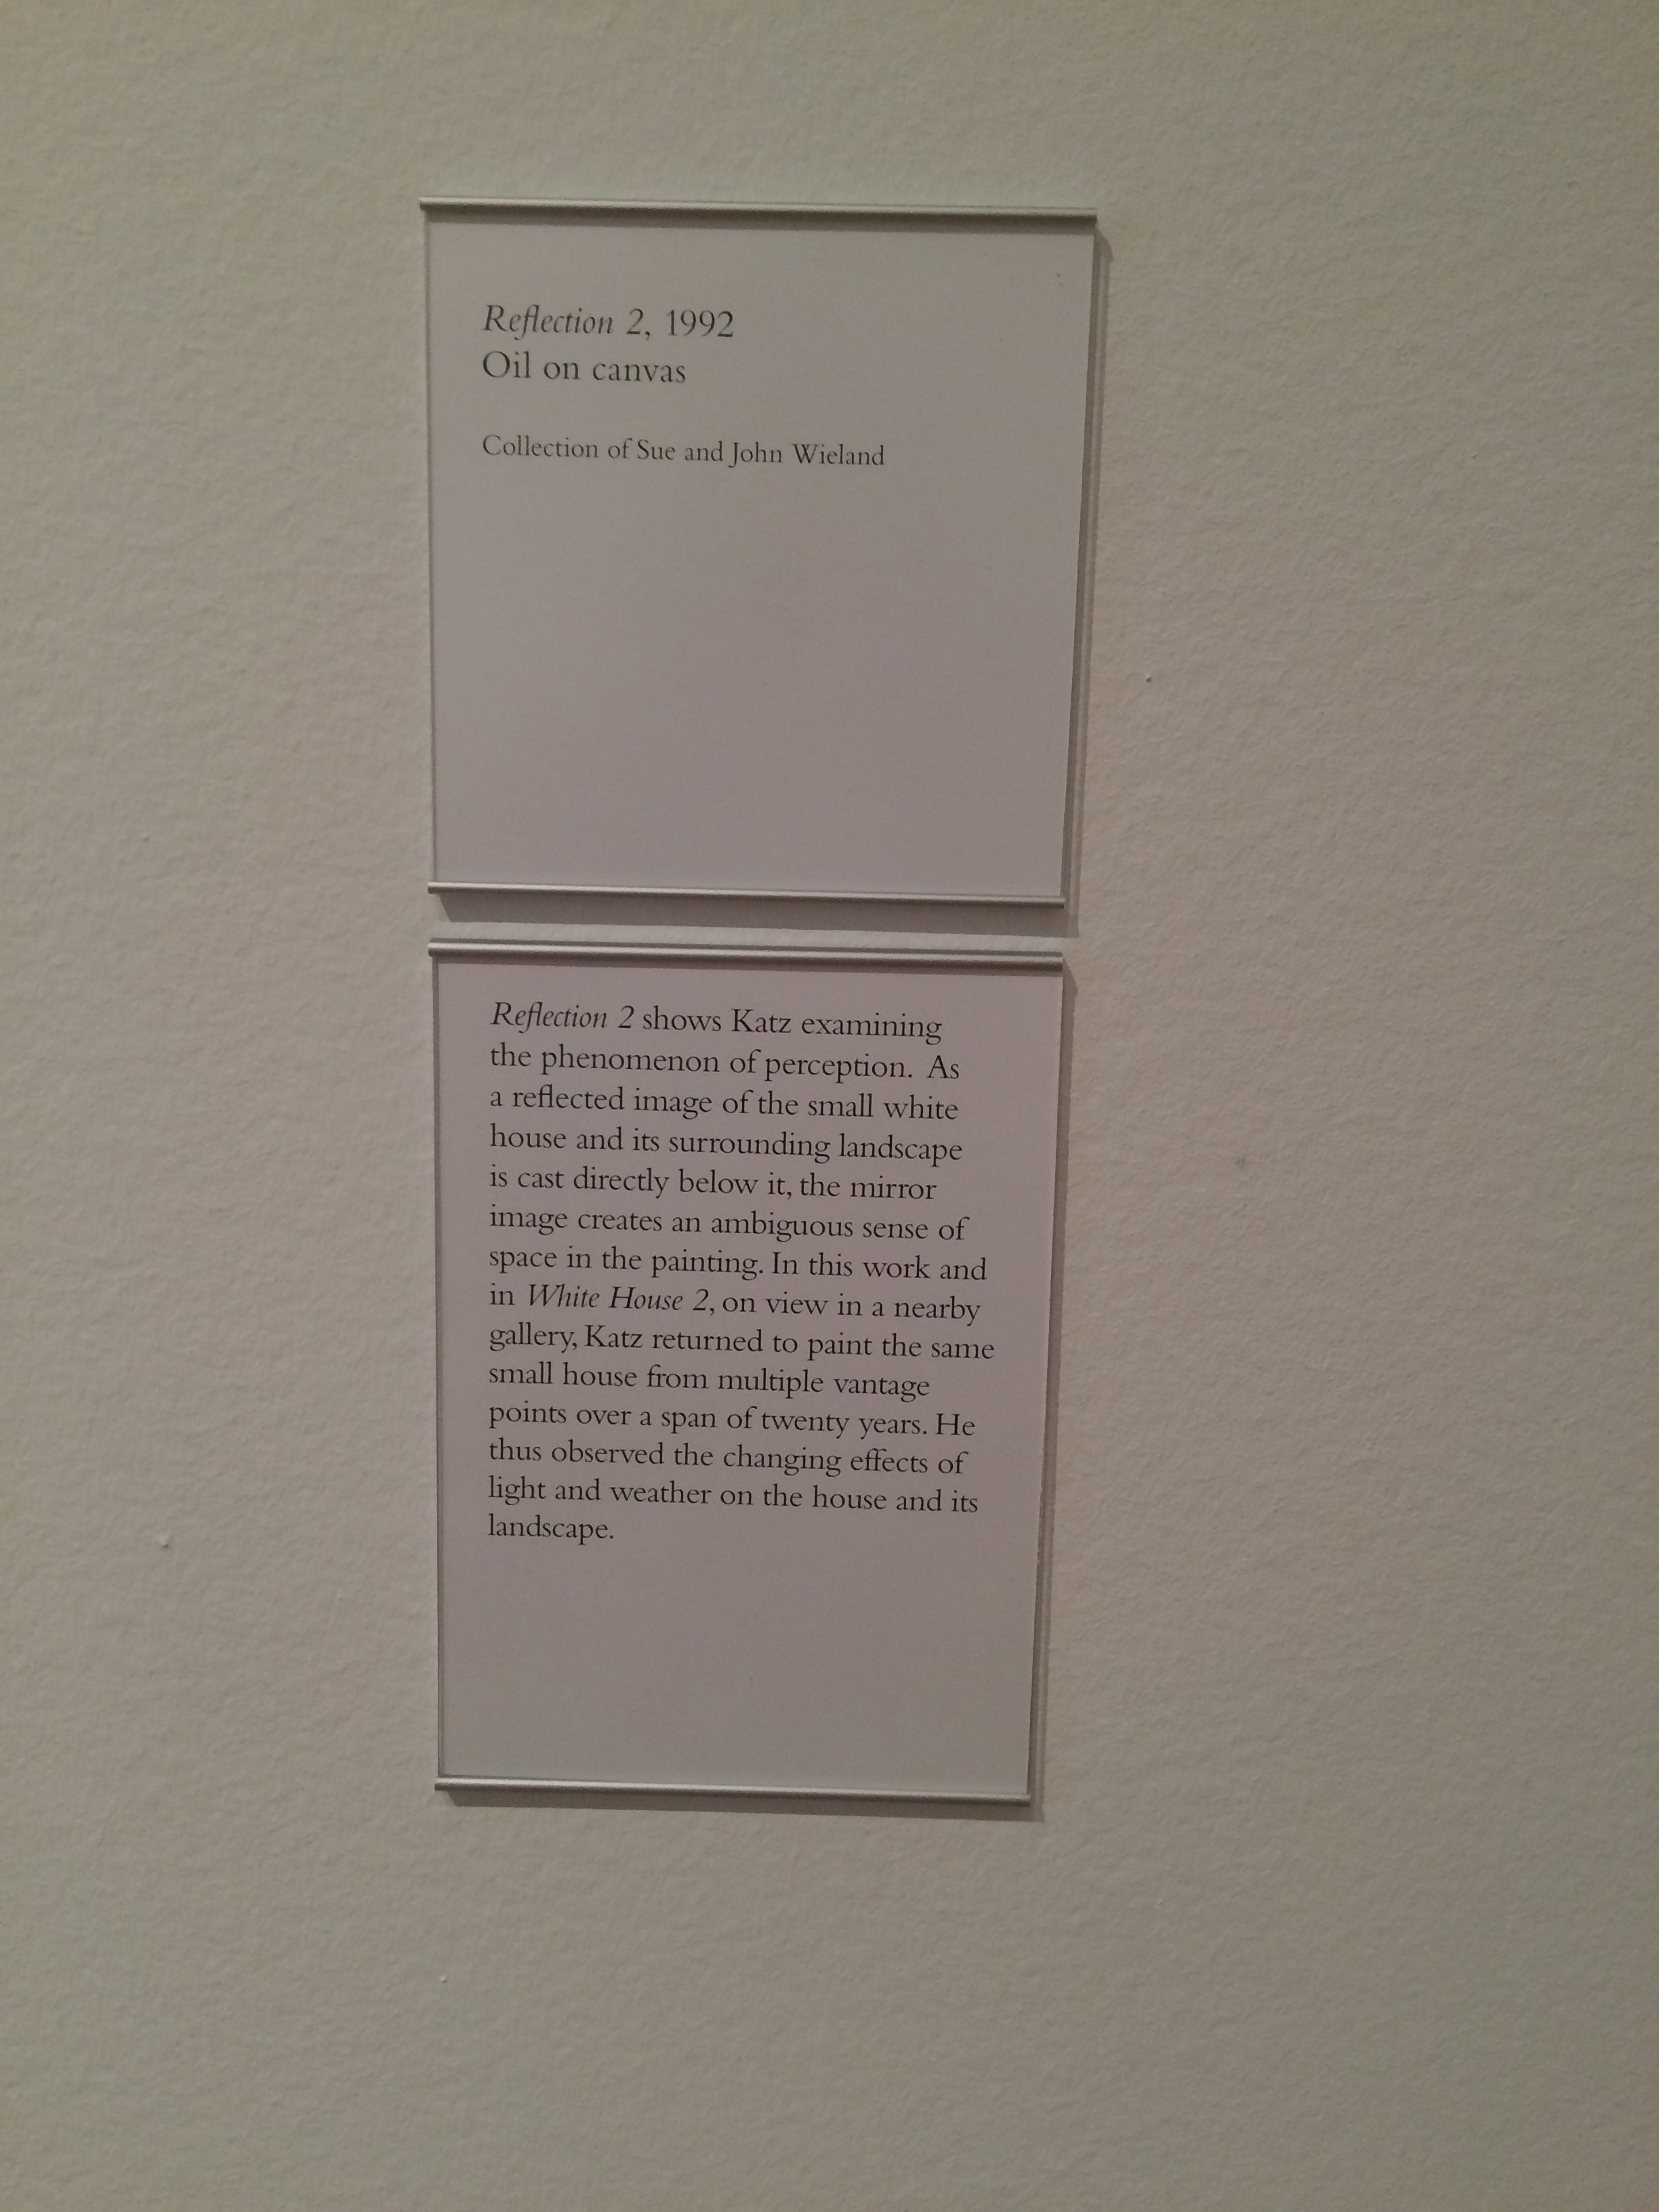 Reflection 2, 1992
Oil on canvas
Collection of Sue and John Wieland
Reflection 2 shows Katz examining
the phenomenon of perception. As
a reflected image of the small white
house and its surrounding landscape
is cast directly below it, the mirror
image creates an ambiguous sense of
space in the painting. In this work and
in White House 2, on view in a nearby
gallery, Katz returned to paint the same
small house from multiple vantage
points over a span of twenty years. He
thus observed the changing effects of
light and weather on the house and its
landscape.